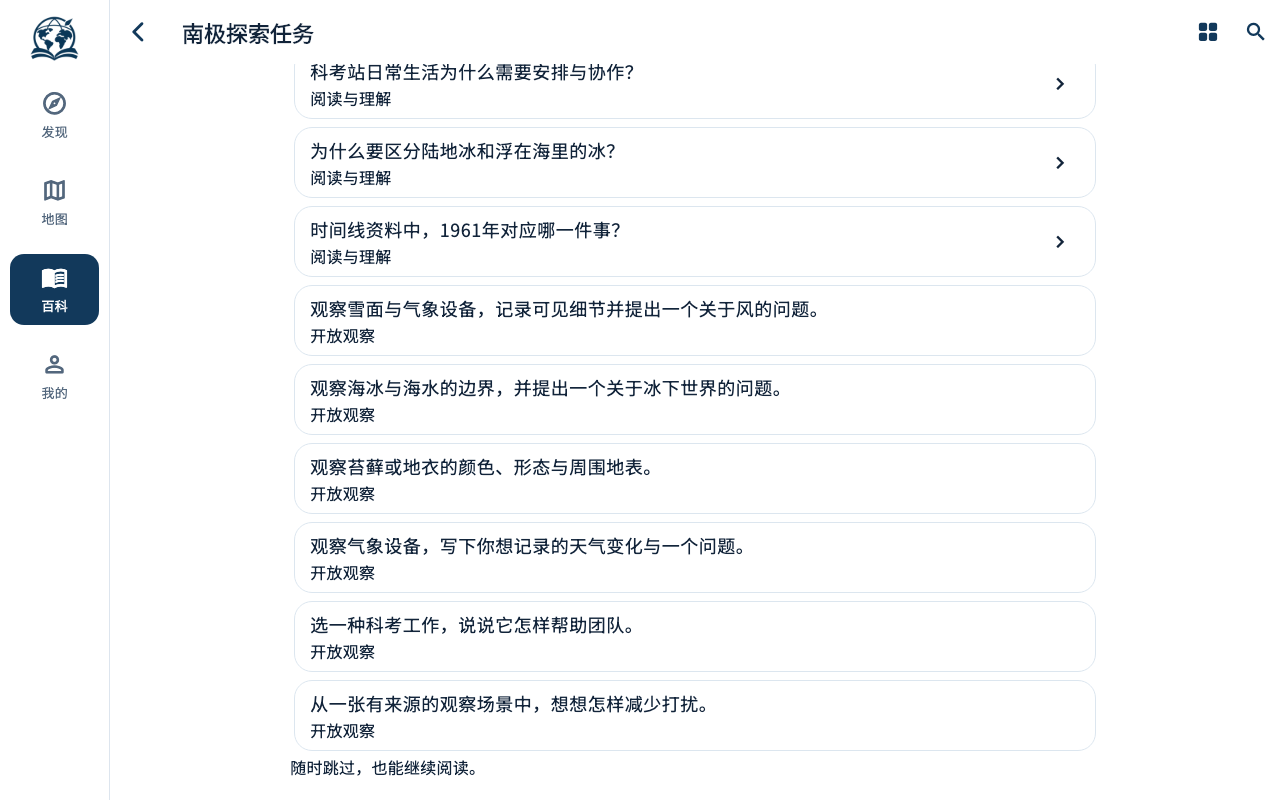 南极探索任务
发现
地图
百科
我的
科考站日常生活为什么需要安排与协作？
阅读与理解
为什么要区分陆地冰和浮在海里的冰？
阅读与理解
时间线资料中，1961年对应哪一件事？
阅读与理解
观察雪面与气象设备，记录可见细节并提出一个关于风的问题。
开放观察
观察海冰与海水的边界，并提出一个关于冰下世界的问题。
开放观察
观察苔藓或地衣的颜色、形态与周围地表。
开放观察
观察气象设备，写下你想记录的天气变化与一个问题。
开放观察
选一种科考工作，说说它怎样帮助团队。
开放观察
从一张有来源的观察场景中，想想怎样减少打扰。
开放观察
随时跳过，也能继续阅读。